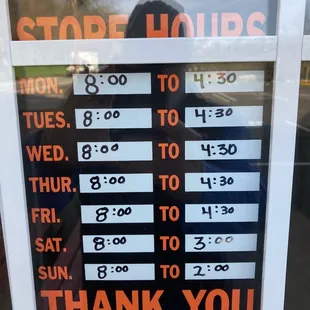 STORE HOURS
MON. 8:00 TO 4:30
TUES. 8:00 TO 4:30
WED. 8:00 TO 4:30
THUR. 8:00 TO 4:30
FRI. 8:00 TO 4:30
SAT. 8:00 TO 3:00
SUN. 8:00 TO 2:00
THANK YOU